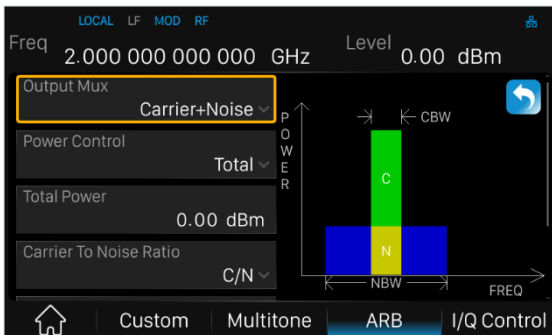 LOCAL LF MOD RF
Freq 2.000 000 000 000 GHz Level 0.00 dBm
Output Mux
Carrier+Noise
Power Control
Total
Total Power
0.00 dBm
Carrier To Noise Ratio
C/N
POWER
CBW
C
N
NBW
FREQ
Custom Multitone ARB I/Q Control